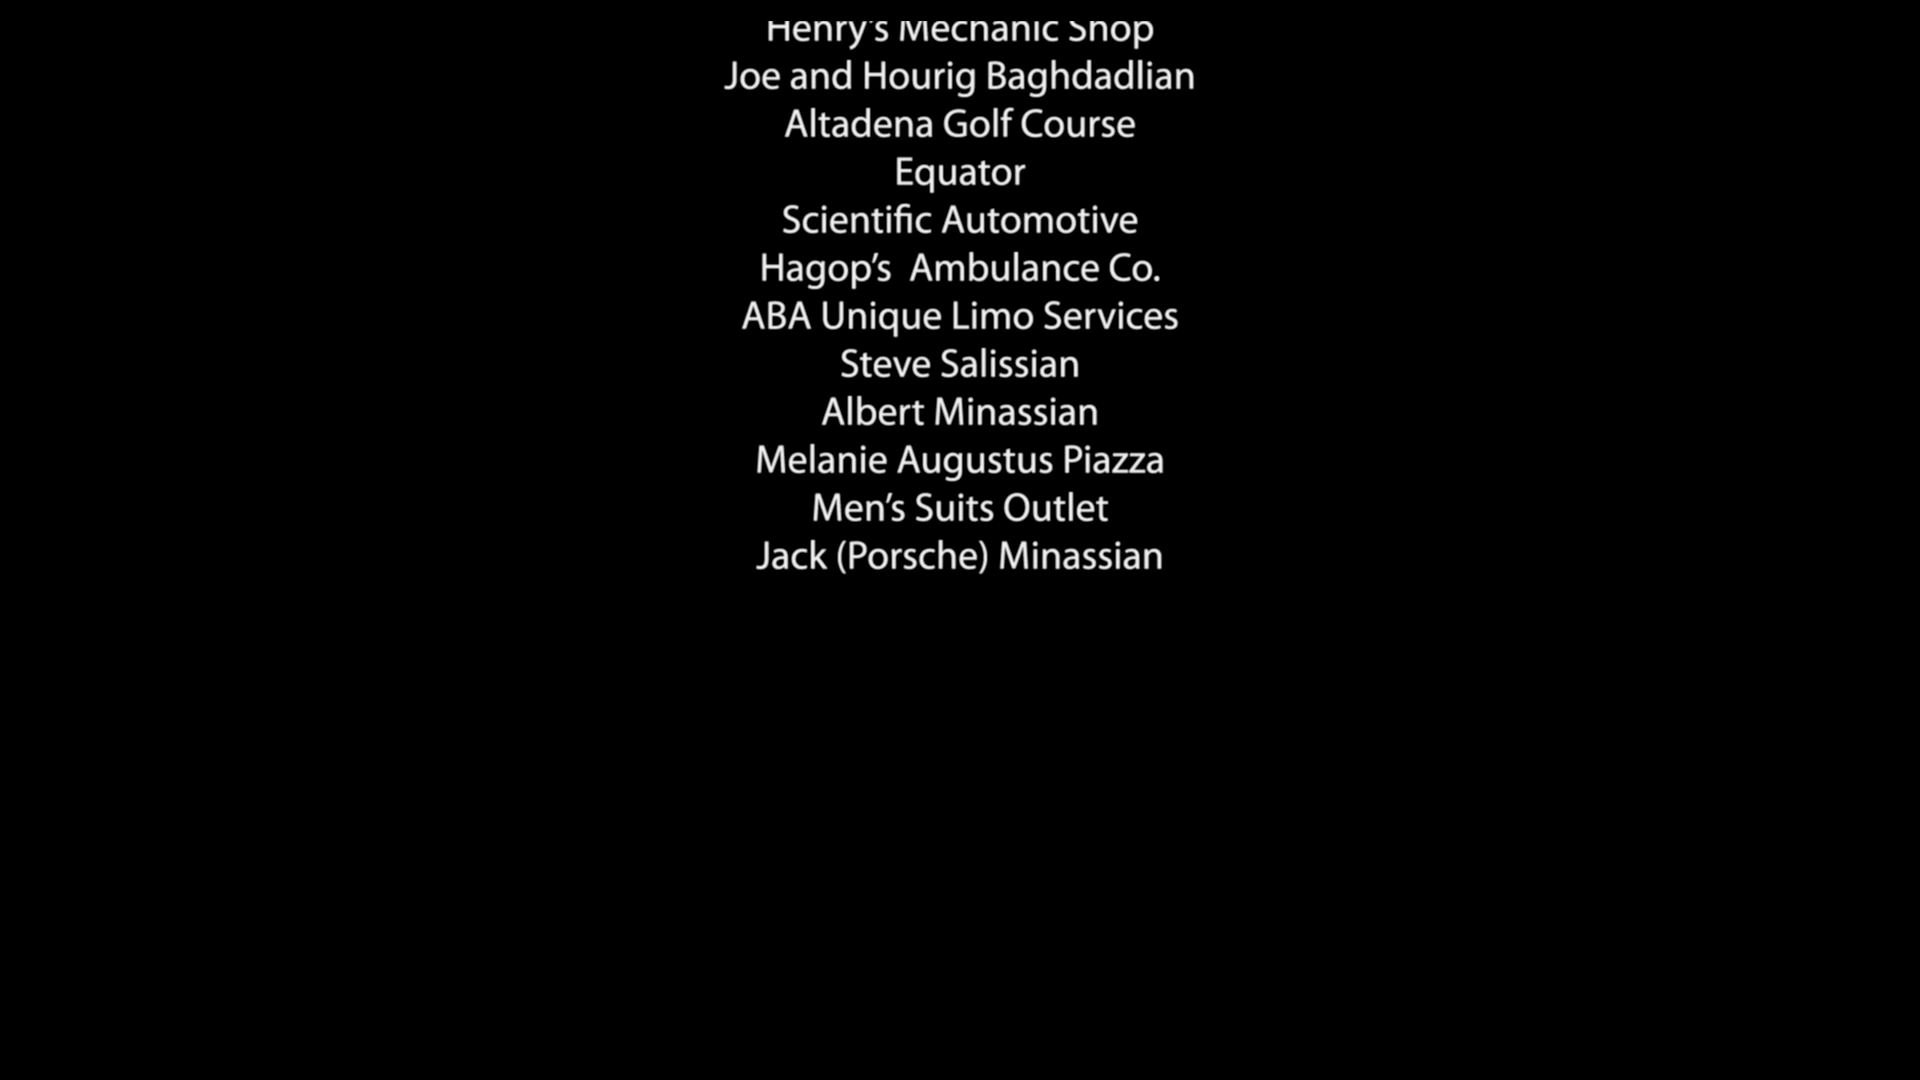 Henry’s Mechanic Shop
Joe and Hourig Baghdadlian
Altadena Golf Course
Equator
Scientific Automotive
Hagop’s  Ambulance Co.
ABA Unique Limo Services
Steve Salissian
Albert Minassian
Melanie Augustus Piazza
Men’s Suits Outlet
Jack (Porsche) Minassian